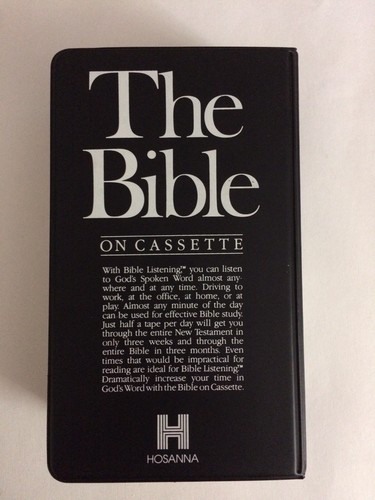 The
Bible
ON CASSETTE
With Bible Listening,™ you can listen
to God's Spoken Word almost any-
where and at any time. Driving to
work, at the office, at home, or at
play. Almost any minute of the day
can be used for effective Bible study.
Just half a tape per day will get you
through the entire New Testament in
only three weeks and through the
entire Bible in three months. Even
times that would be impractical for
reading are ideal for Bible Listening.™
Dramatically increase your time in
God's Word with the Bible on Cassette.
H
HOSANNA